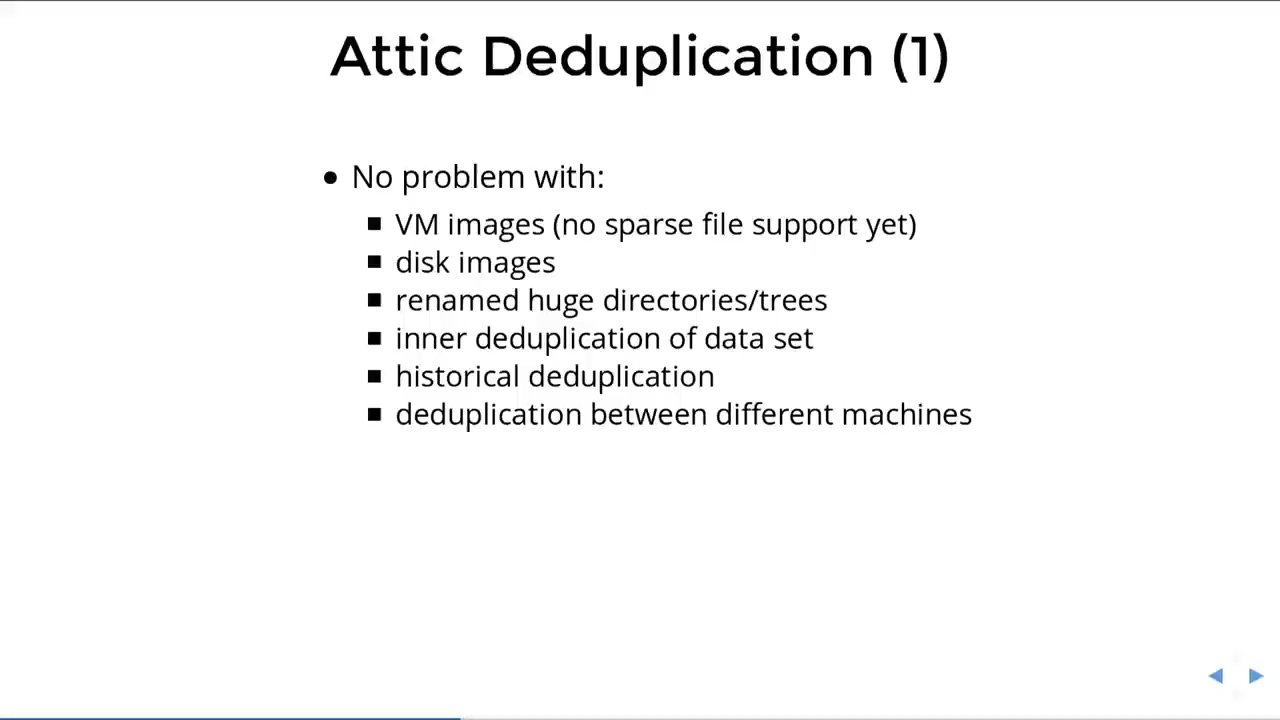 Attic Deduplication (1)
No problem with:
VM images (no sparse file support yet)
disk images
renamed huge directories/trees
inner deduplication of data set
historical deduplication
deduplication between different machines